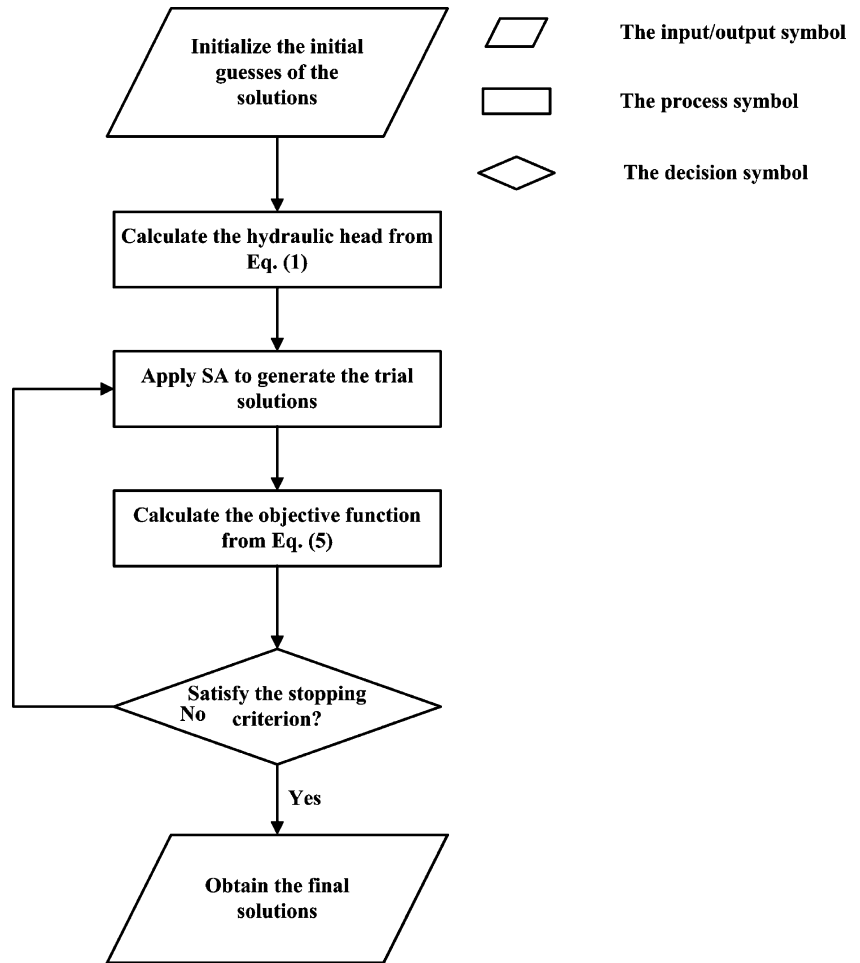 Initialize the initial
guesses of the
solutions
The input/output symbol
The process symbol
The decision symbol
Calculate the hydraulic head from
Eq. (1)
Apply SA to generate the trial
solutions
Calculate the objective function
from Eq. (5)
Satisfy the stopping
criterion?
No
Yes
Obtain the final
solutions